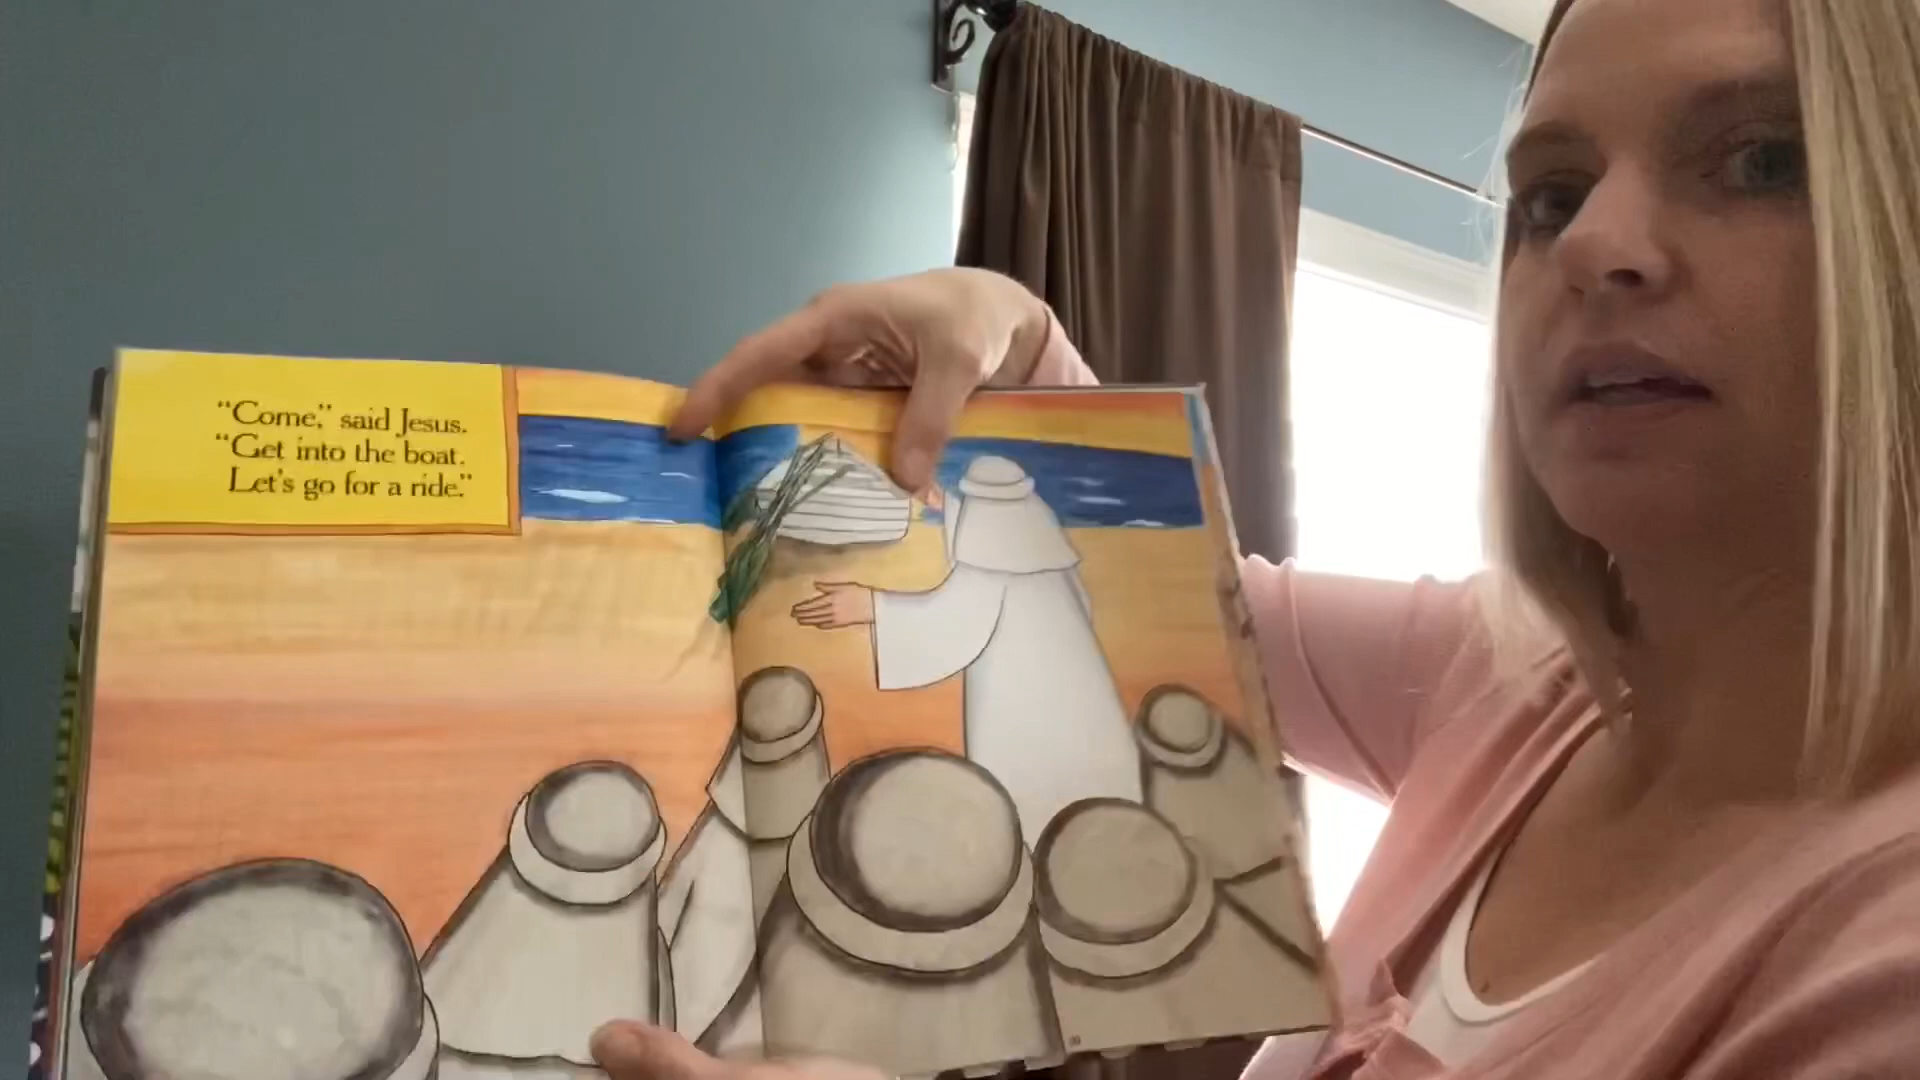 “Come,” said Jesus.
“Get into the boat.
Let’s go for a ride.”